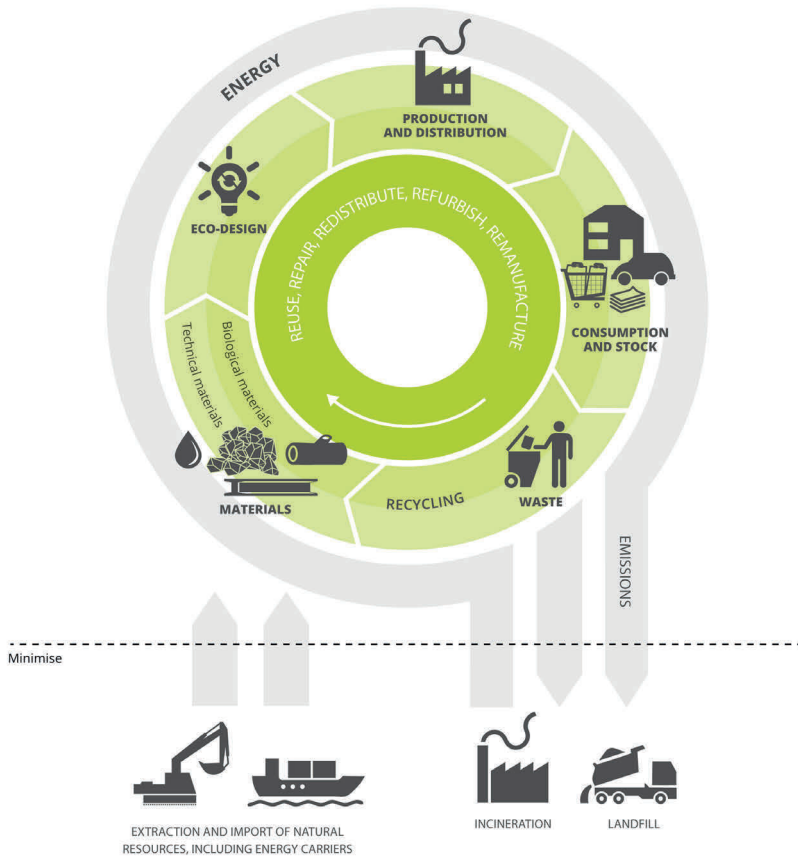 ENERGY
PRODUCTION
AND DISTRIBUTION
ECO-DESIGN
REUSE, REPAIR, REDISTRIBUTE, REFURBISH, REMANUFACTURE
CONSUMPTION
AND STOCK
Technical materials
Biological materials
MATERIALS
RECYCLING
WASTE
EMISSIONS
Minimise
EXTRACTION AND IMPORT OF NATURAL
RESOURCES, INCLUDING ENERGY CARRIERS
INCINERATION
LANDFILL